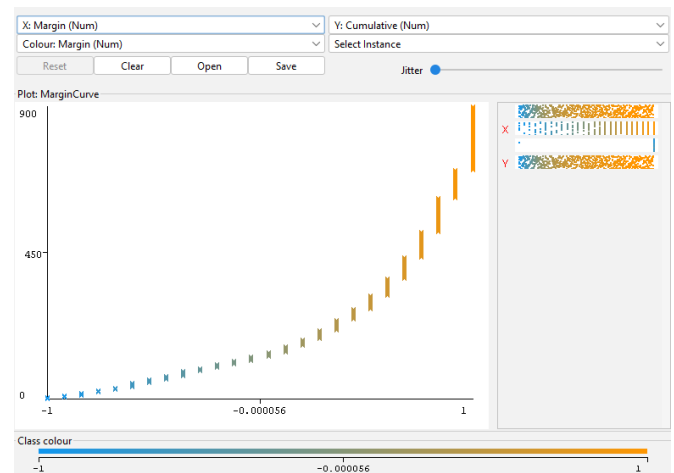 X: Margin (Num) Y: Cumulative (Num)
Colour: Margin (Num) Select Instance
Reset Clear Open Save Jitter
Plot: MarginCurve
900
X
Y
450
0
-1 -0.000056 1
Class colour
-1 -0.000056 1